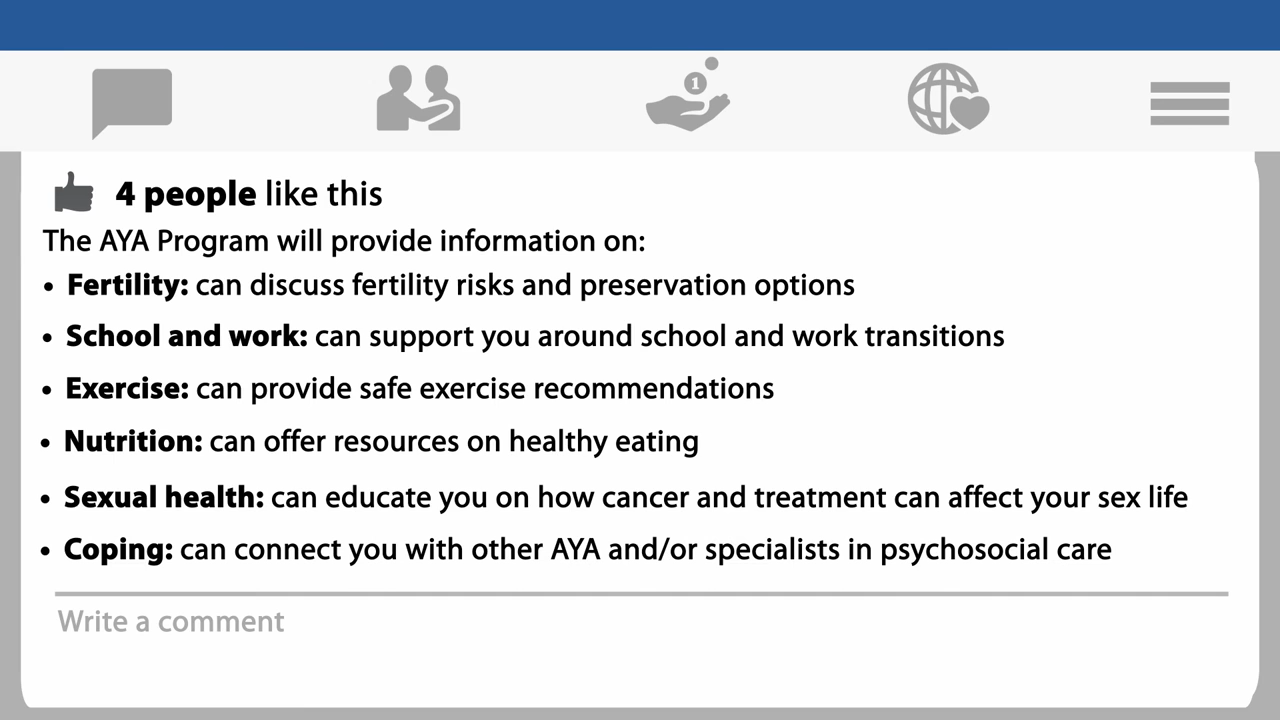 1
4 people like this
The AYA Program will provide information on:
• Fertility: can discuss fertility risks and preservation options
• School and work: can support you around school and work transitions
• Exercise: can provide safe exercise recommendations
• Nutrition: can offer resources on healthy eating
• Sexual health: can educate you on how cancer and treatment can affect your sex life
• Coping: can connect you with other AYA and/or specialists in psychosocial care
Write a comment